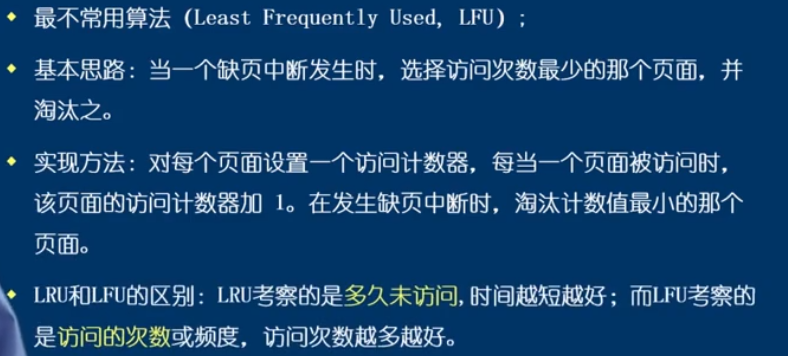 最不常用算法（Least Frequently Used, LFU）;
基本思路：当一个缺页中断发生时，选择访问次数最少的那个页面，并
淘汰之。
实现方法：对每个页面设置一个访问计数器，每当一个页面被访问时，
该页面的访问计数器加 1。在发生缺页中断时，淘汰计数值最小的那个
页面。
LRU和LFU的区别：LRU考察的是多久未访问,时间越短越好；而LFU考察的
是访问的次数或频度，访问次数越多越好。